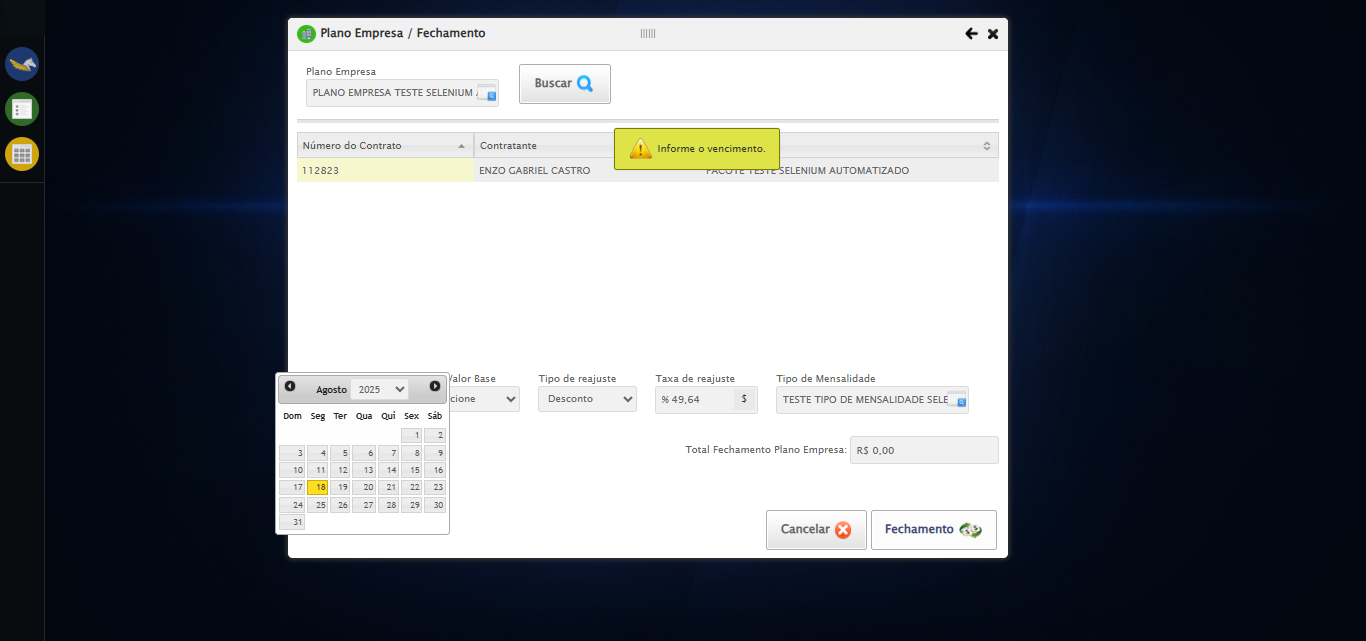 Plano Empresa / Fechamento
Plano Empresa
PLANO EMPRESA TESTE SELENIUM
Buscar
Número do Contrato
Contratante
Informe o vencimento.
112823
ENZO GABRIEL CASTRO
PACOTE TESTE SELENIUM AUTOMATIZADO
Valor Base
Tipo de reajuste
Taxa de reajuste
Tipo de Mensalidade
cione
Desconto
% 49,64
$
TESTE TIPO DE MENSALIDADE SELE
Agosto 2025
Dom Seg Ter Qua Qui Sex Sáb
1 2
3 4 5 6 7 8 9
10 11 12 13 14 15 16
17 18 19 20 21 22 23
24 25 26 27 28 29 30
31
Total Fechamento Plano Empresa: R$ 0,00
Cancelar
Fechamento